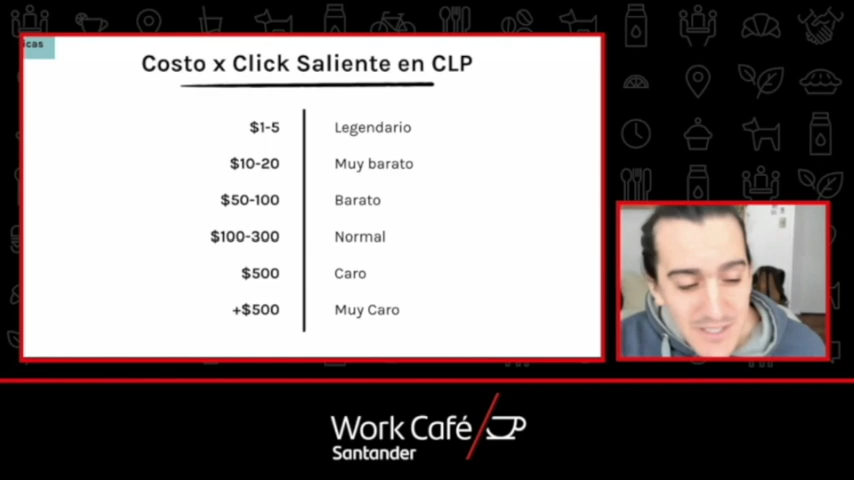 icas
Costo x Click Saliente en CLP
$1-5 Legendario
$10-20 Muy barato
$50-100 Barato
$100-300 Normal
$500 Caro
+$500 Muy Caro
Work Café
Santander